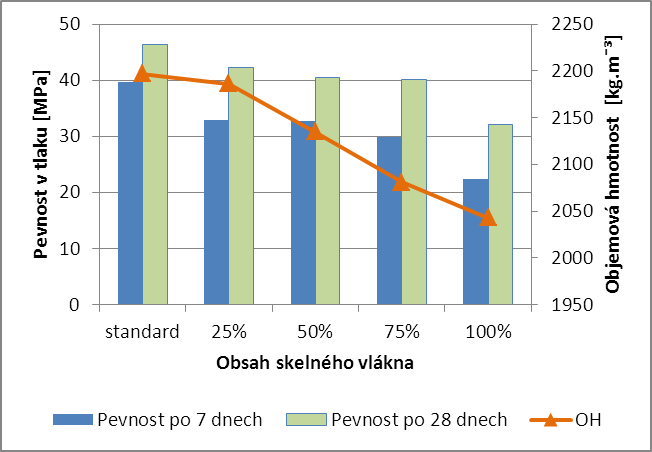 Pevnost v tlaku [MPa]
50
40
30
20
10
0
2250
2200
2150
2100
2050
2000
1950
Objemová hmotnost [kg.m⁻³]
standard 25% 50% 75% 100%
Obsah skelného vlákna
Pevnost po 7 dnech Pevnost po 28 dnech OH